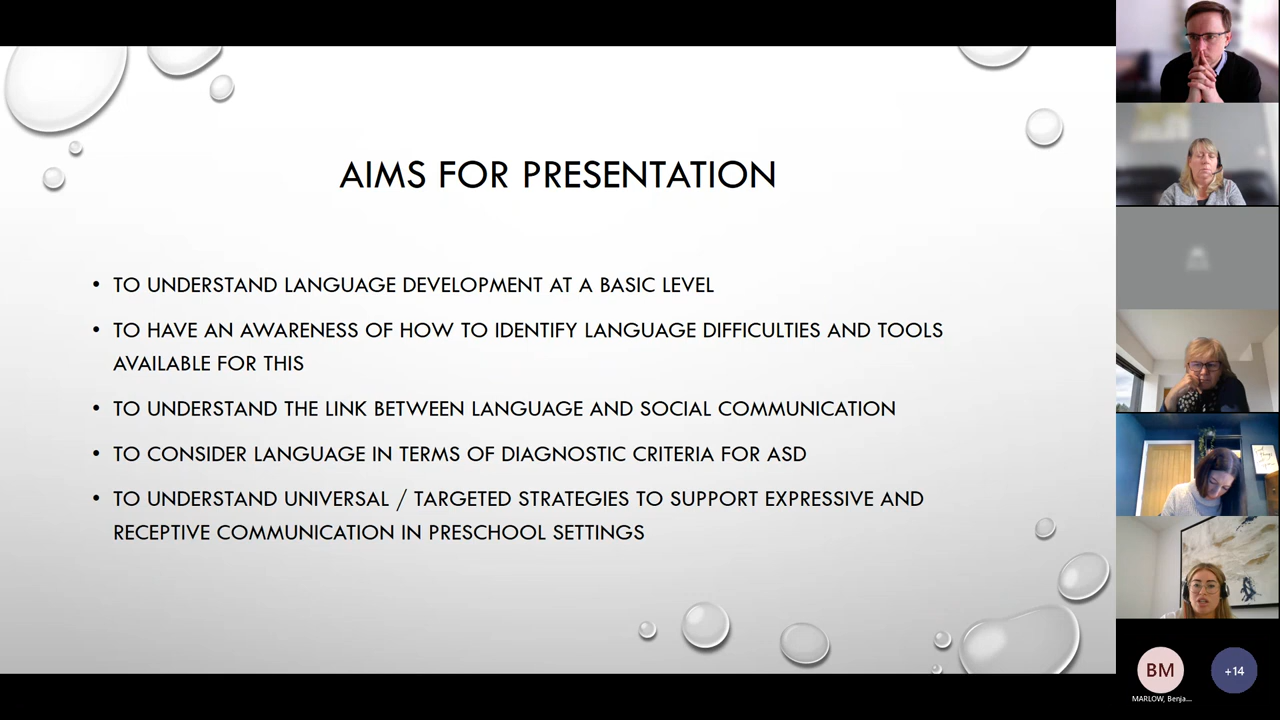 AIMS FOR PRESENTATION
• TO UNDERSTAND LANGUAGE DEVELOPMENT AT A BASIC LEVEL
• TO HAVE AN AWARENESS OF HOW TO IDENTIFY LANGUAGE DIFFICULTIES AND TOOLS
AVAILABLE FOR THIS
• TO UNDERSTAND THE LINK BETWEEN LANGUAGE AND SOCIAL COMMUNICATION
• TO CONSIDER LANGUAGE IN TERMS OF DIAGNOSTIC CRITERIA FOR ASD
• TO UNDERSTAND UNIVERSAL / TARGETED STRATEGIES TO SUPPORT EXPRESSIVE AND
RECEPTIVE COMMUNICATION IN PRESCHOOL SETTINGS
BM
+14
MARLOW, Benja...